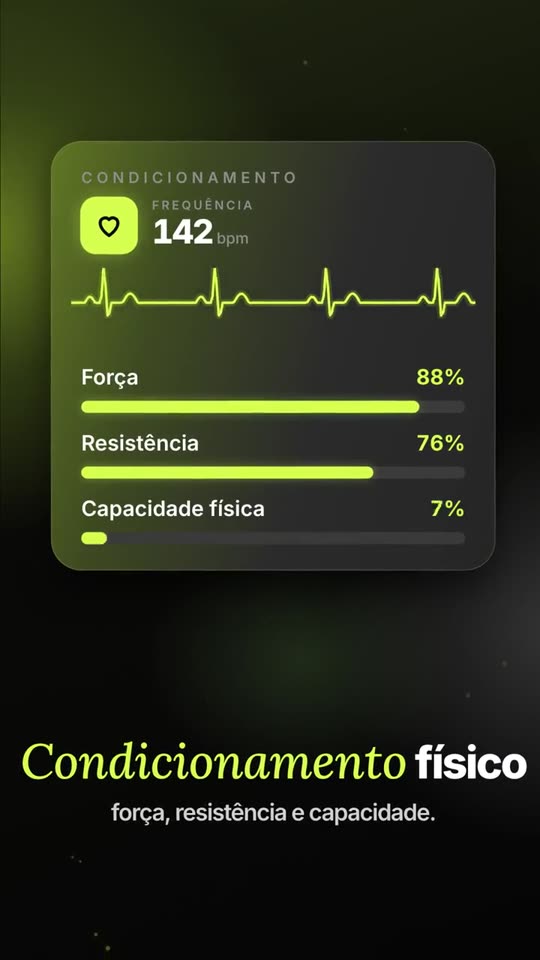 CONDICIONAMENTO
FREQUÊNCIA
142 bpm
Força 88%
Resistência 76%
Capacidade física 7%
Condicionamento físico
força, resistência e capacidade.